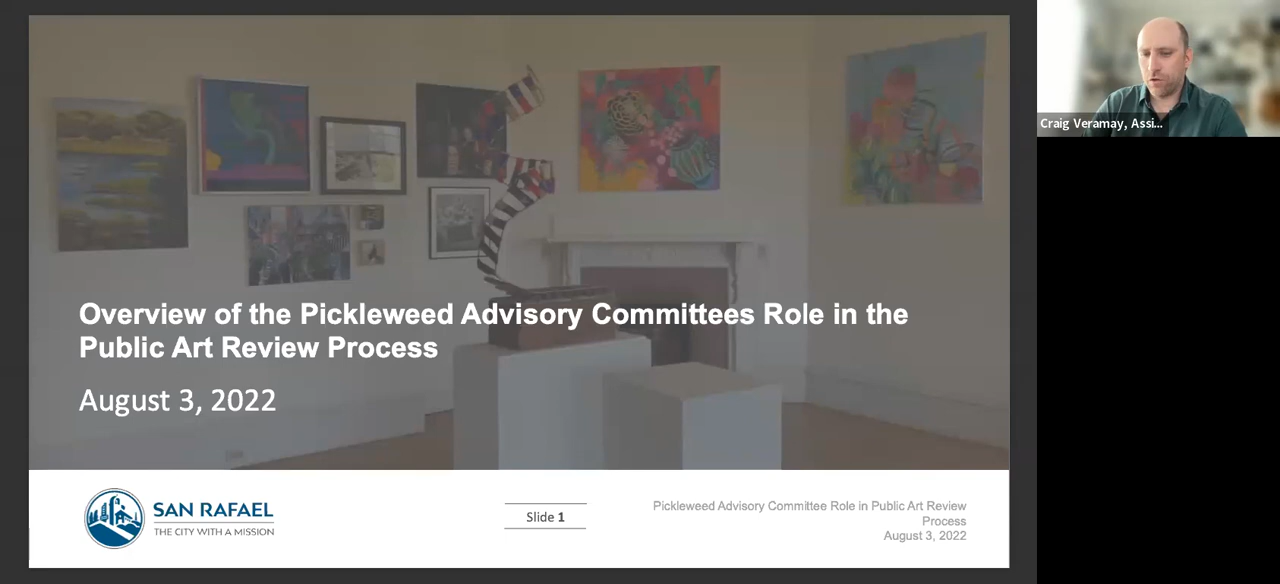 Overview of the Pickleweed Advisory Committees Role in the
Public Art Review Process
August 3, 2022
SAN RAFAEL
THE CITY WITH A MISSION
Slide 1
Pickleweed Advisory Committee Role in Public Art Review
Process
August 3, 2022
Craig Veramay, Assi...